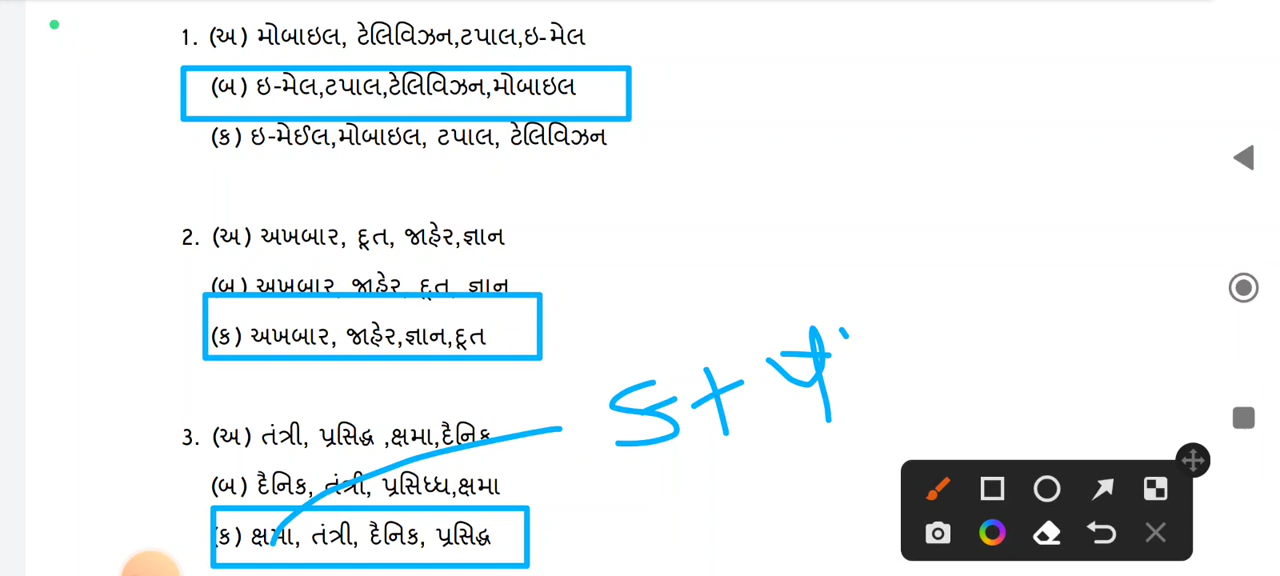 1. (અ) મોબાઇલ, ટેલિવિઝન,ટપાલ,ઇ-મેલ
(બ) ઇ-મેલ,ટપાલ,ટેલિવિઝન,મોબાઇલ
(ક) ઇ-મેઈલ,મોબાઇલ, ટપાલ, ટેલિવિઝન
2. (અ) અખબાર, દૂત, જાહેર,જ્ઞાન
(બ) અખબાર, જાહેર, દૂત, જ્ઞાન
(ક) અખબાર, જાહેર,જ્ઞાન,દૂત
3. (અ) તંત્રી, પ્રસિદ્ધ ,ક્ષમા,દૈનિક
(બ) દૈનિક, તંત્રી, પ્રસિધ્ધ,ક્ષમા
(ક) ક્ષમા, તંત્રી, દૈનિક, પ્રસિદ્ધ